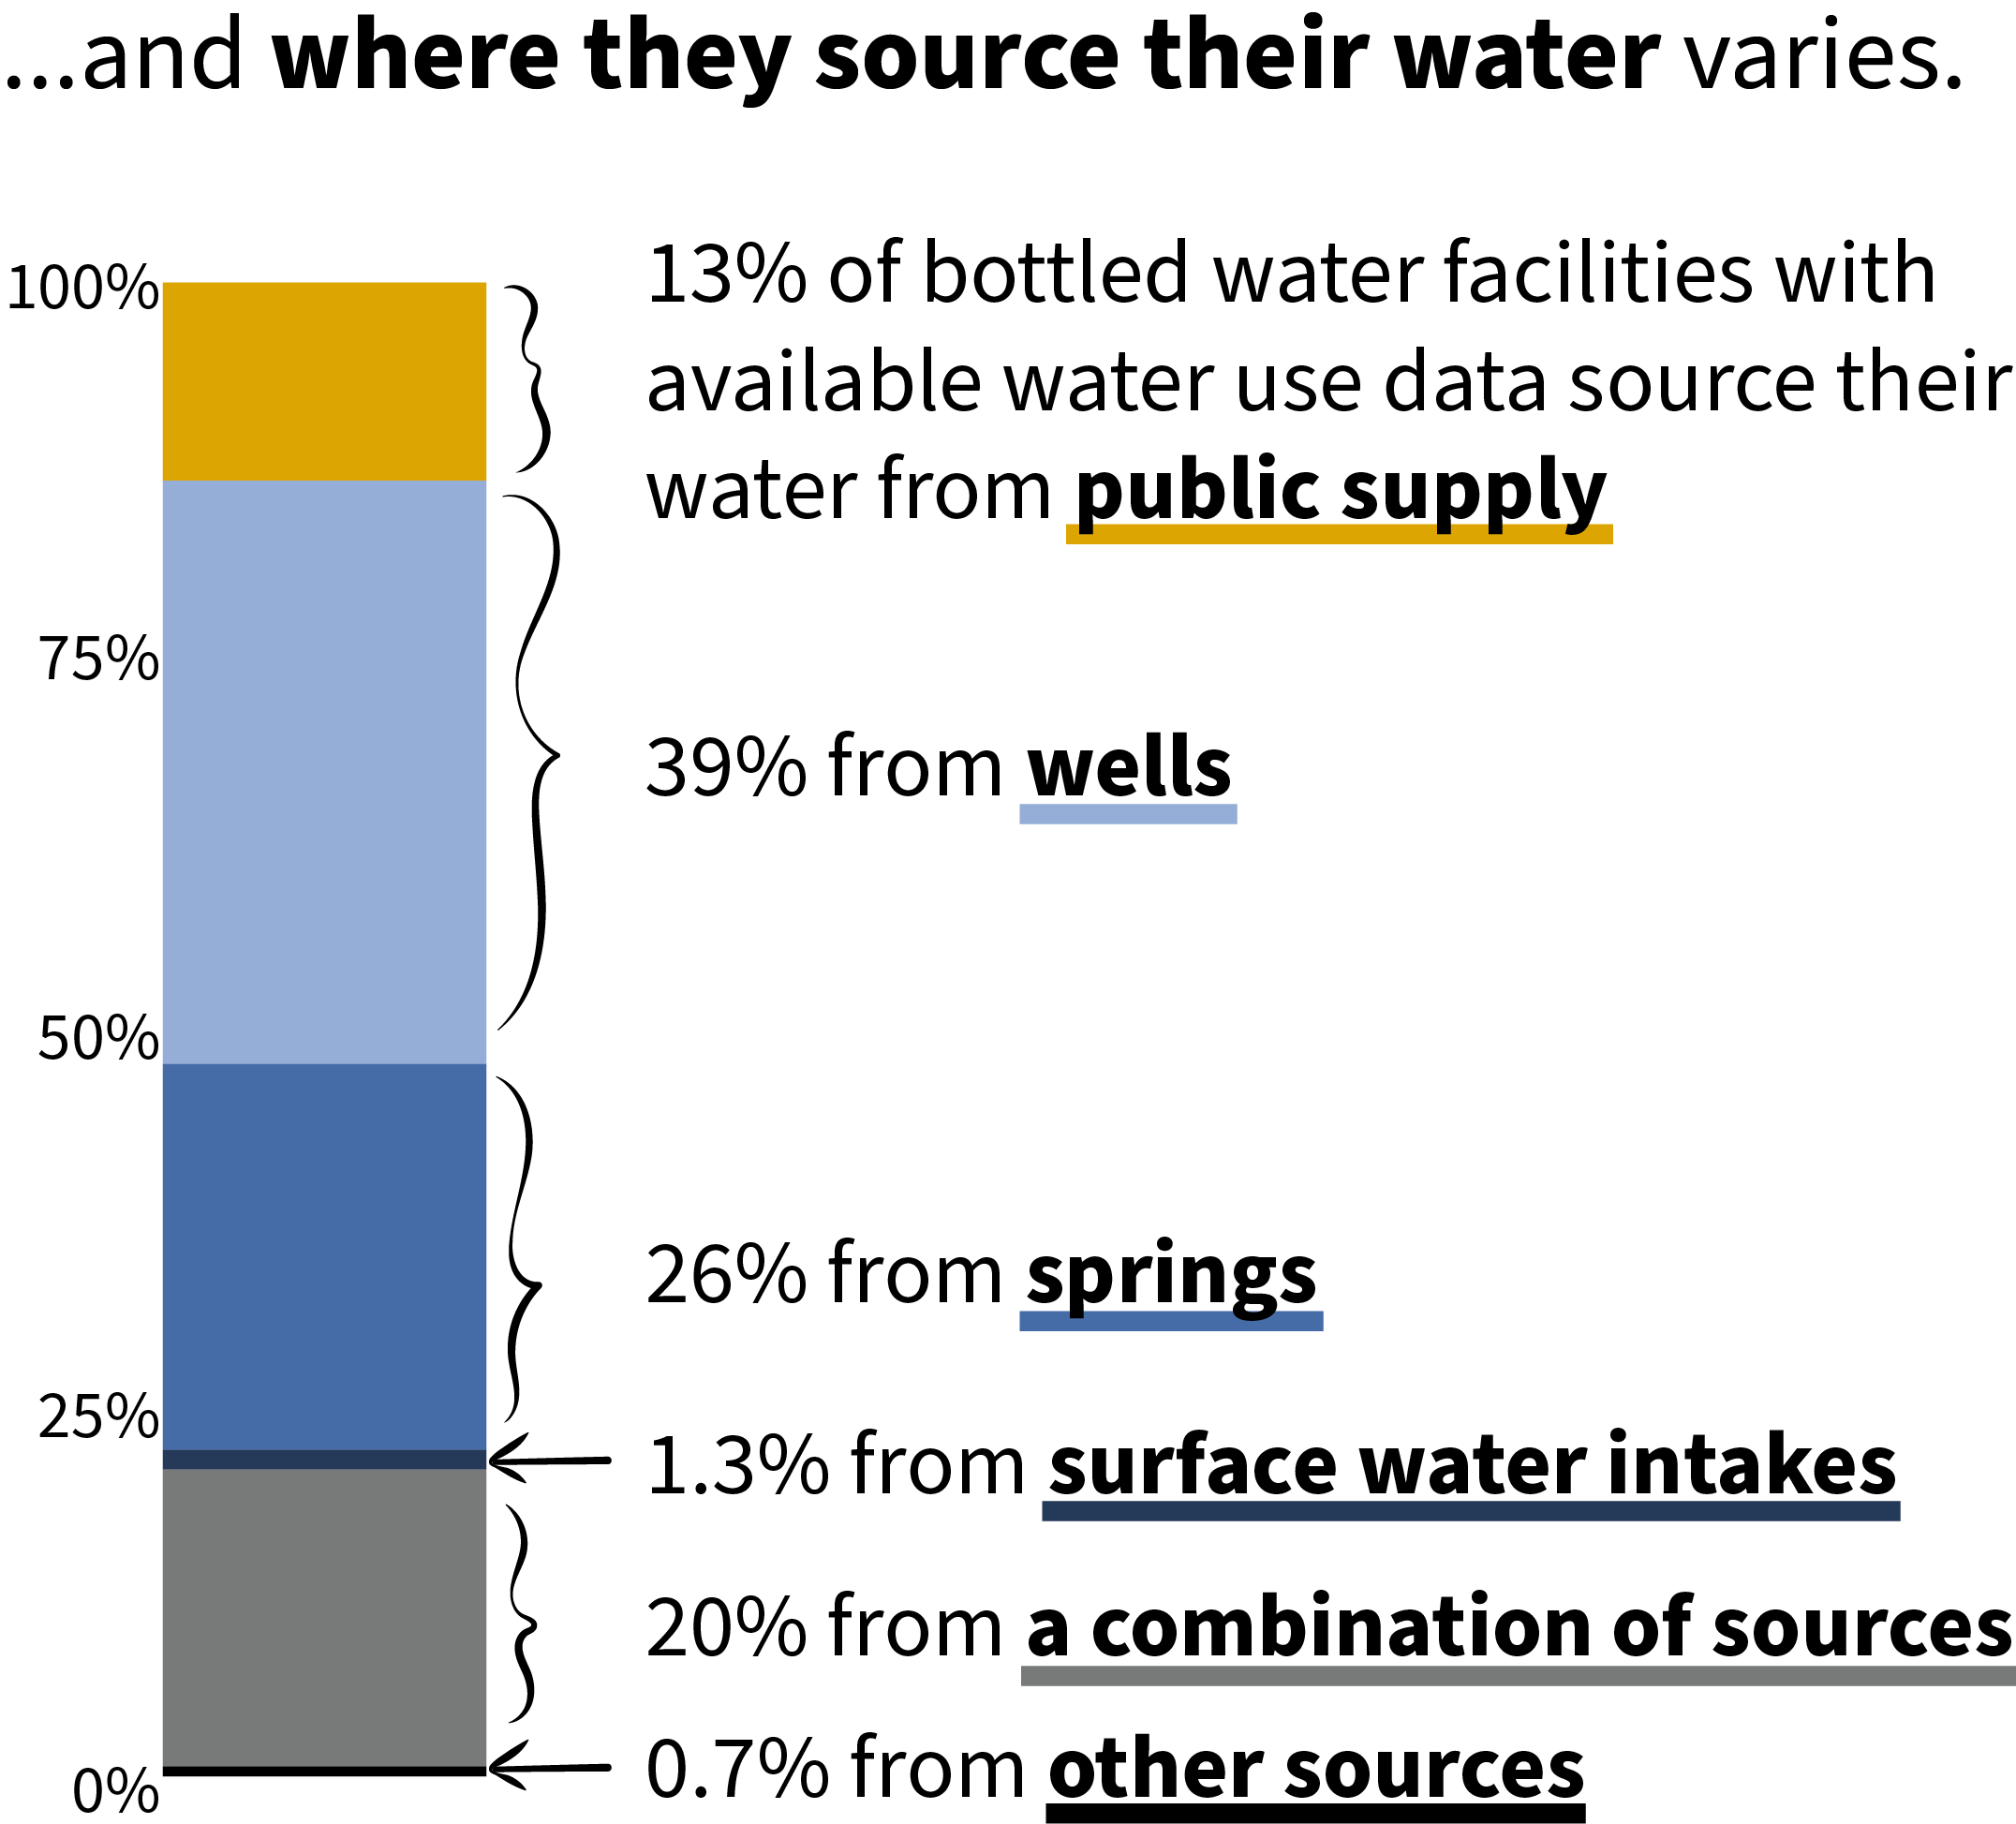 ...and where they source their water varies.
100%
75%
50%
25%
0%
13% of bottled water facilities with
available water use data source their
water from public supply
39% from wells
26% from springs
1.3% from surface water intakes
20% from a combination of sources
0.7% from other sources